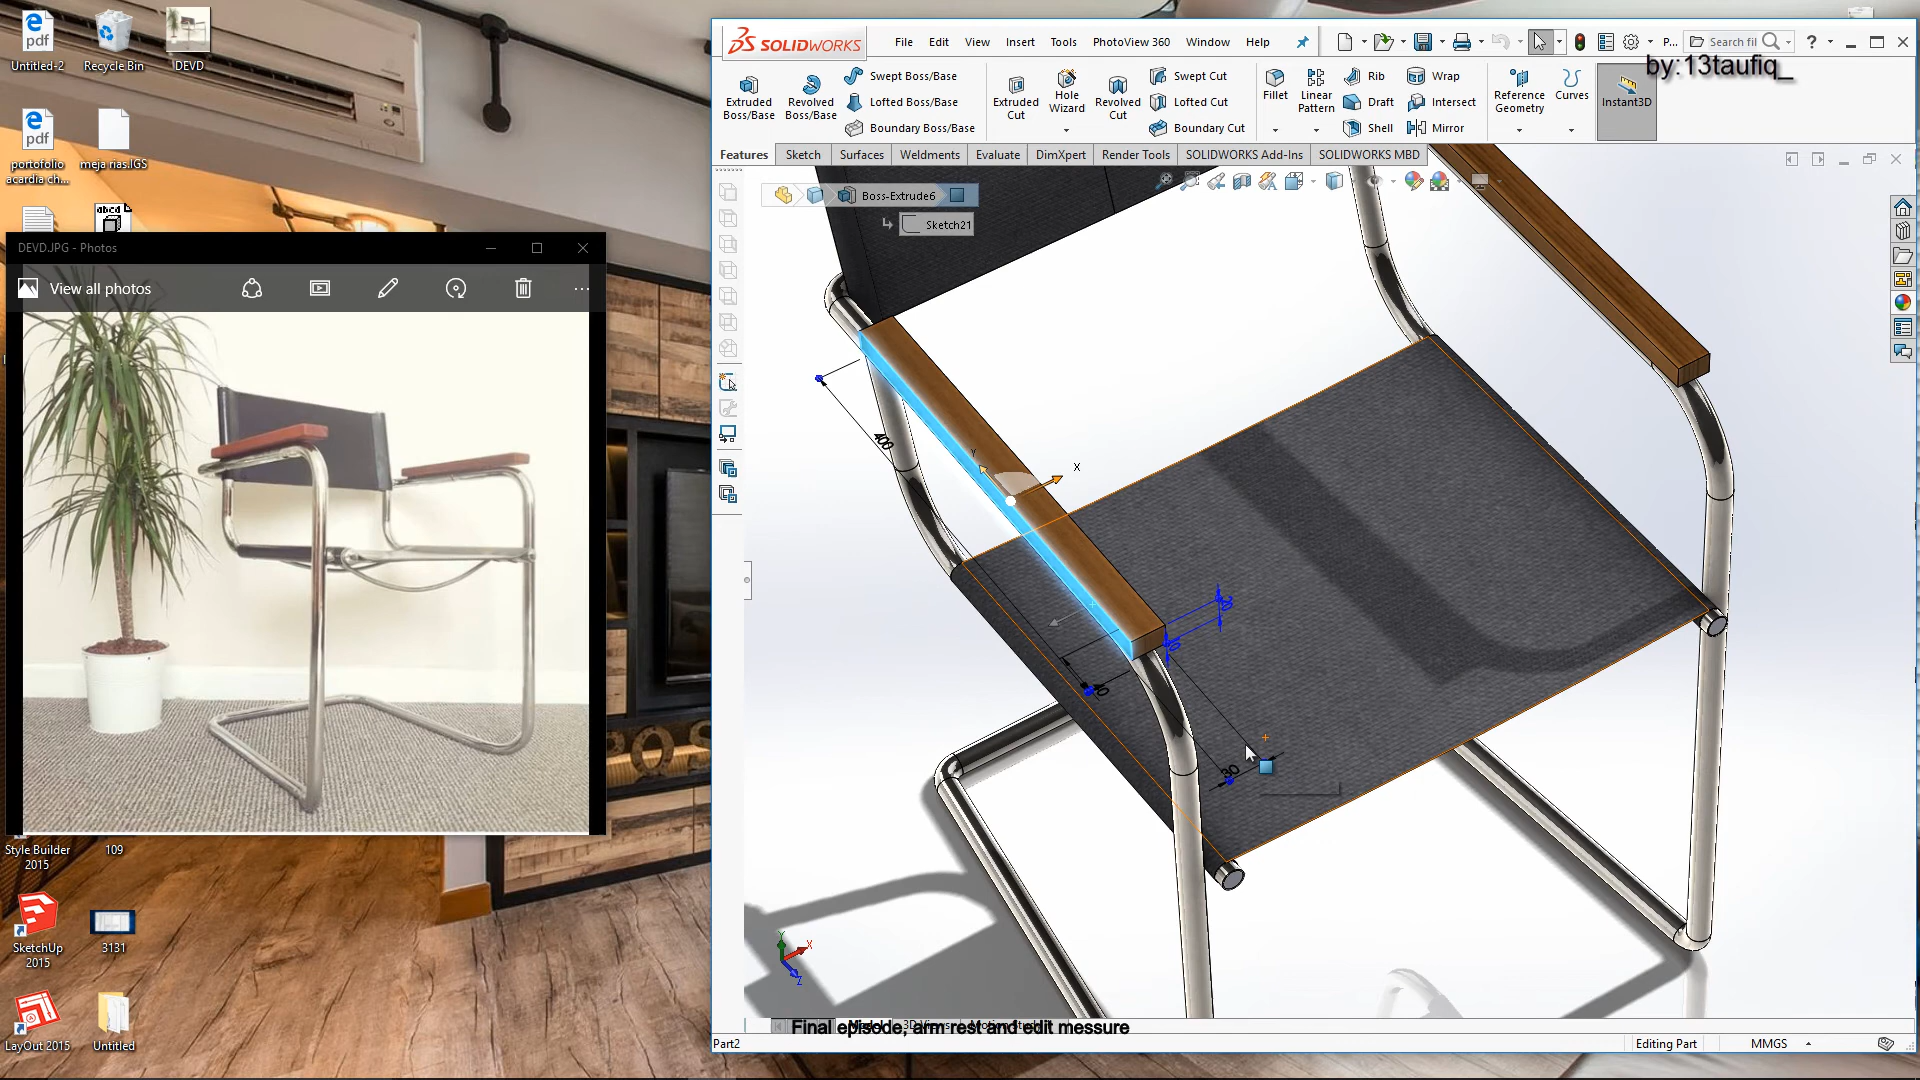 Untitled-2
Recycle Bin
DEVD
portofolio
acardia ch...
meja rias.IGS
abcd
DEVD.JPG - Photos
View all photos
Style Builder
2015
109
SketchUp
2015
3131
LayOut 2015
Untitled
SOLIDWORKS
File
Edit
View
Insert
Tools
PhotoView 360
Window
Help
P...
Search fil
?
by:13taufiq_
Extruded
Boss/Base
Revolved
Boss/Base
Swept Boss/Base
Lofted Boss/Base
Boundary Boss/Base
Extruded
Cut
Hole
Wizard
Revolved
Cut
Swept Cut
Lofted Cut
Boundary Cut
Fillet
Linear
Pattern
Rib
Draft
Shell
Wrap
Intersect
Mirror
Reference
Geometry
Curves
Instant3D
Features
Sketch
Surfaces
Weldments
Evaluate
DimXpert
Render Tools
SOLIDWORKS Add-Ins
SOLIDWORKS MBD
Boss-Extrude6
Sketch21
400
Y
X
30
Y
X
Z
Final episode, arm rest and edit messure
Part2
Editing Part
MMGS